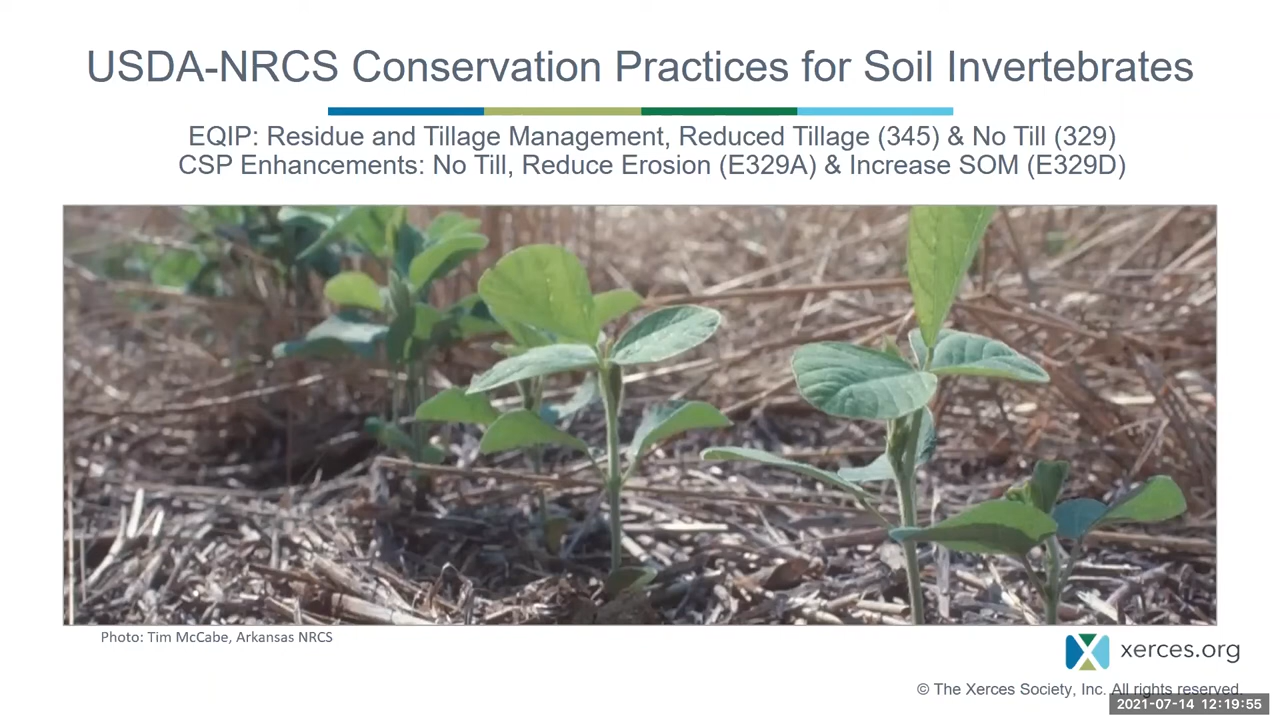 USDA-NRCS Conservation Practices for Soil Invertebrates
EQIP: Residue and Tillage Management, Reduced Tillage (345) & No Till (329)
CSP Enhancements: No Till, Reduce Erosion (E329A) & Increase SOM (E329D)
Photo: Tim McCabe, Arkansas NRCS
xerces.org
© The Xerces Society, Inc. All rights reserved.
2021-07-14 12:19:55